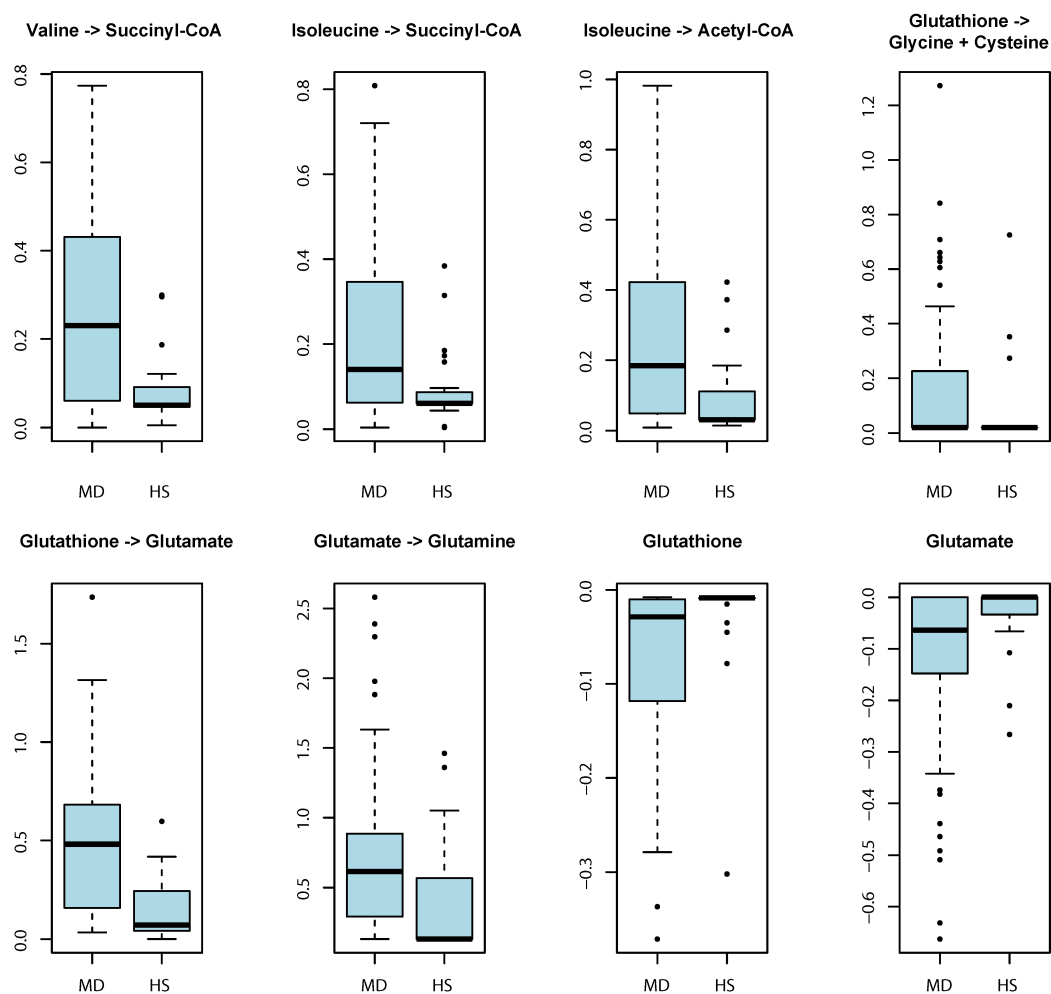 Valine -> Succinyl-CoA
0.0 0.2 0.4 0.6 0.8
MD HS
Isoleucine -> Succinyl-CoA
0.0 0.2 0.4 0.6 0.8
MD HS
Isoleucine -> Acetyl-CoA
0.0 0.2 0.4 0.6 0.8 1.0
MD HS
Glutathione ->
Glycine + Cysteine
0.0 0.2 0.4 0.6 0.8 1.0 1.2
MD HS
Glutathione -> Glutamate
0.0 0.5 1.0 1.5
MD HS
Glutamate -> Glutamine
0.5 1.0 1.5 2.0 2.5
MD HS
Glutathione
−0.3 −0.2 −0.1 0.0
MD HS
Glutamate
−0.6 −0.5 −0.4 −0.3 −0.2 −0.1 0.0
MD HS